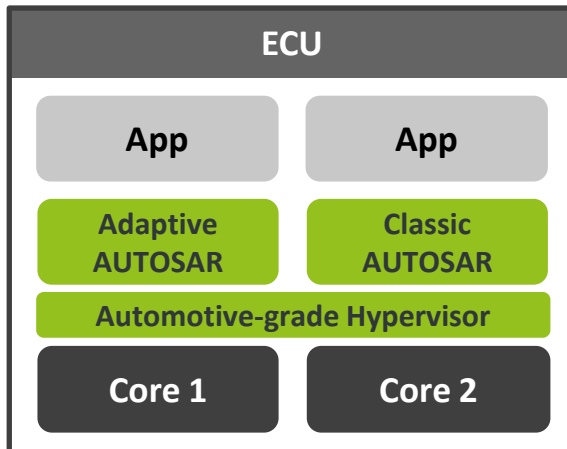 ECU
App
App
Adaptive
AUTOSAR
Classic
AUTOSAR
Automotive-grade Hypervisor
Core 1
Core 2